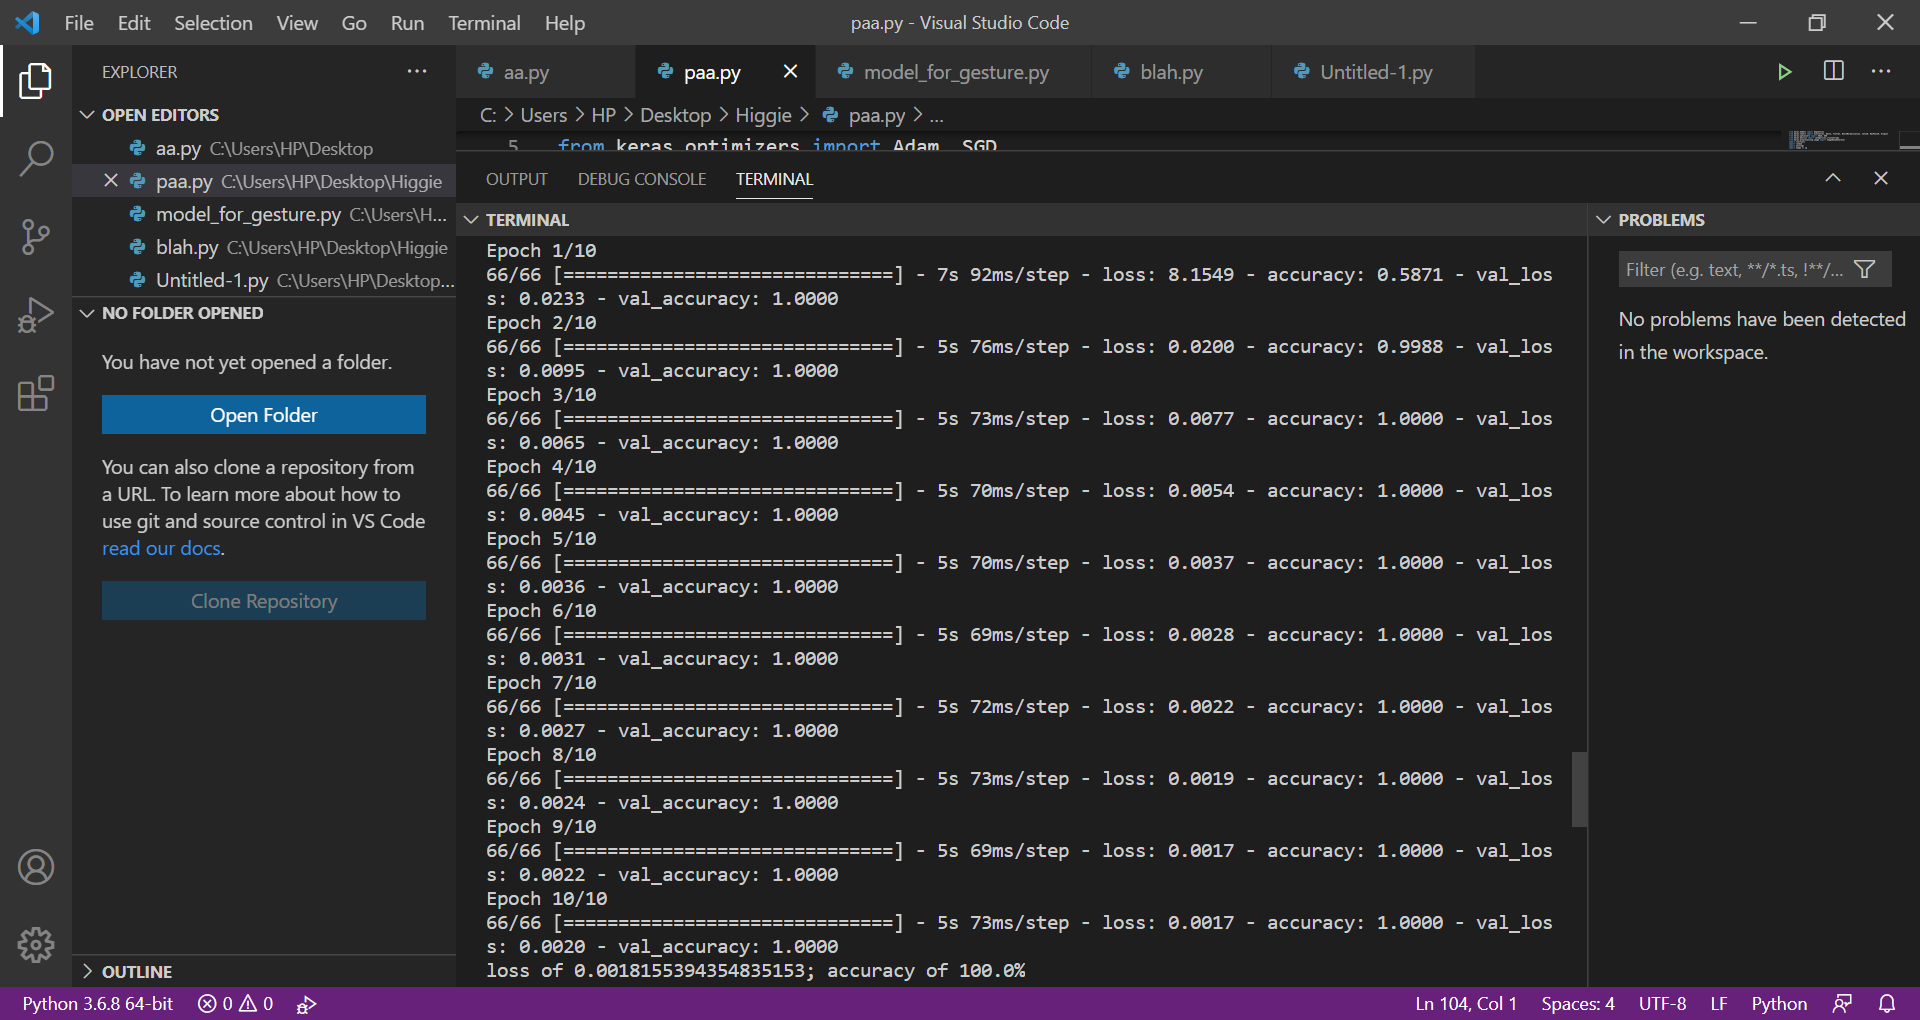 File Edit Selection View Go Run Terminal Help
paa.py - Visual Studio Code
EXPLORER
OPEN EDITORS
aa.py C:\Users\HP\Desktop
paa.py C:\Users\HP\Desktop\Higgie
model_for_gesture.py C:\Users\H...
blah.py C:\Users\HP\Desktop\Higgie
Untitled-1.py C:\Users\HP\Desktop...
NO FOLDER OPENED
You have not yet opened a folder.
Open Folder
You can also clone a repository from
a URL. To learn more about how to
use git and source control in VS Code
read our docs.
Clone Repository
OUTLINE
aa.py paa.py model_for_gesture.py blah.py Untitled-1.py
C: > Users > HP > Desktop > Higgie > paa.py > ...
5 from keras.optimizers import Adam, SGD
OUTPUT DEBUG CONSOLE TERMINAL
TERMINAL
Epoch 1/10
66/66 [==============================] - 7s 92ms/step - loss: 8.1549 - accuracy: 0.5871 - val_los
s: 0.0233 - val_accuracy: 1.0000
Epoch 2/10
66/66 [==============================] - 5s 76ms/step - loss: 0.0200 - accuracy: 0.9988 - val_los
s: 0.0095 - val_accuracy: 1.0000
Epoch 3/10
66/66 [==============================] - 5s 73ms/step - loss: 0.0077 - accuracy: 1.0000 - val_los
s: 0.0065 - val_accuracy: 1.0000
Epoch 4/10
66/66 [==============================] - 5s 70ms/step - loss: 0.0054 - accuracy: 1.0000 - val_los
s: 0.0045 - val_accuracy: 1.0000
Epoch 5/10
66/66 [==============================] - 5s 70ms/step - loss: 0.0037 - accuracy: 1.0000 - val_los
s: 0.0036 - val_accuracy: 1.0000
Epoch 6/10
66/66 [==============================] - 5s 69ms/step - loss: 0.0028 - accuracy: 1.0000 - val_los
s: 0.0031 - val_accuracy: 1.0000
Epoch 7/10
66/66 [==============================] - 5s 72ms/step - loss: 0.0022 - accuracy: 1.0000 - val_los
s: 0.0027 - val_accuracy: 1.0000
Epoch 8/10
66/66 [==============================] - 5s 73ms/step - loss: 0.0019 - accuracy: 1.0000 - val_los
s: 0.0024 - val_accuracy: 1.0000
Epoch 9/10
66/66 [==============================] - 5s 69ms/step - loss: 0.0017 - accuracy: 1.0000 - val_los
s: 0.0022 - val_accuracy: 1.0000
Epoch 10/10
66/66 [==============================] - 5s 73ms/step - loss: 0.0017 - accuracy: 1.0000 - val_los
s: 0.0020 - val_accuracy: 1.0000
loss of 0.0018155394354835153; accuracy of 100.0%
PROBLEMS
Filter (e.g. text, **/*.ts, !**/...
No problems have been detected
in the workspace.
Python 3.6.8 64-bit 0 0
Ln 104, Col 1 Spaces: 4 UTF-8 LF Python